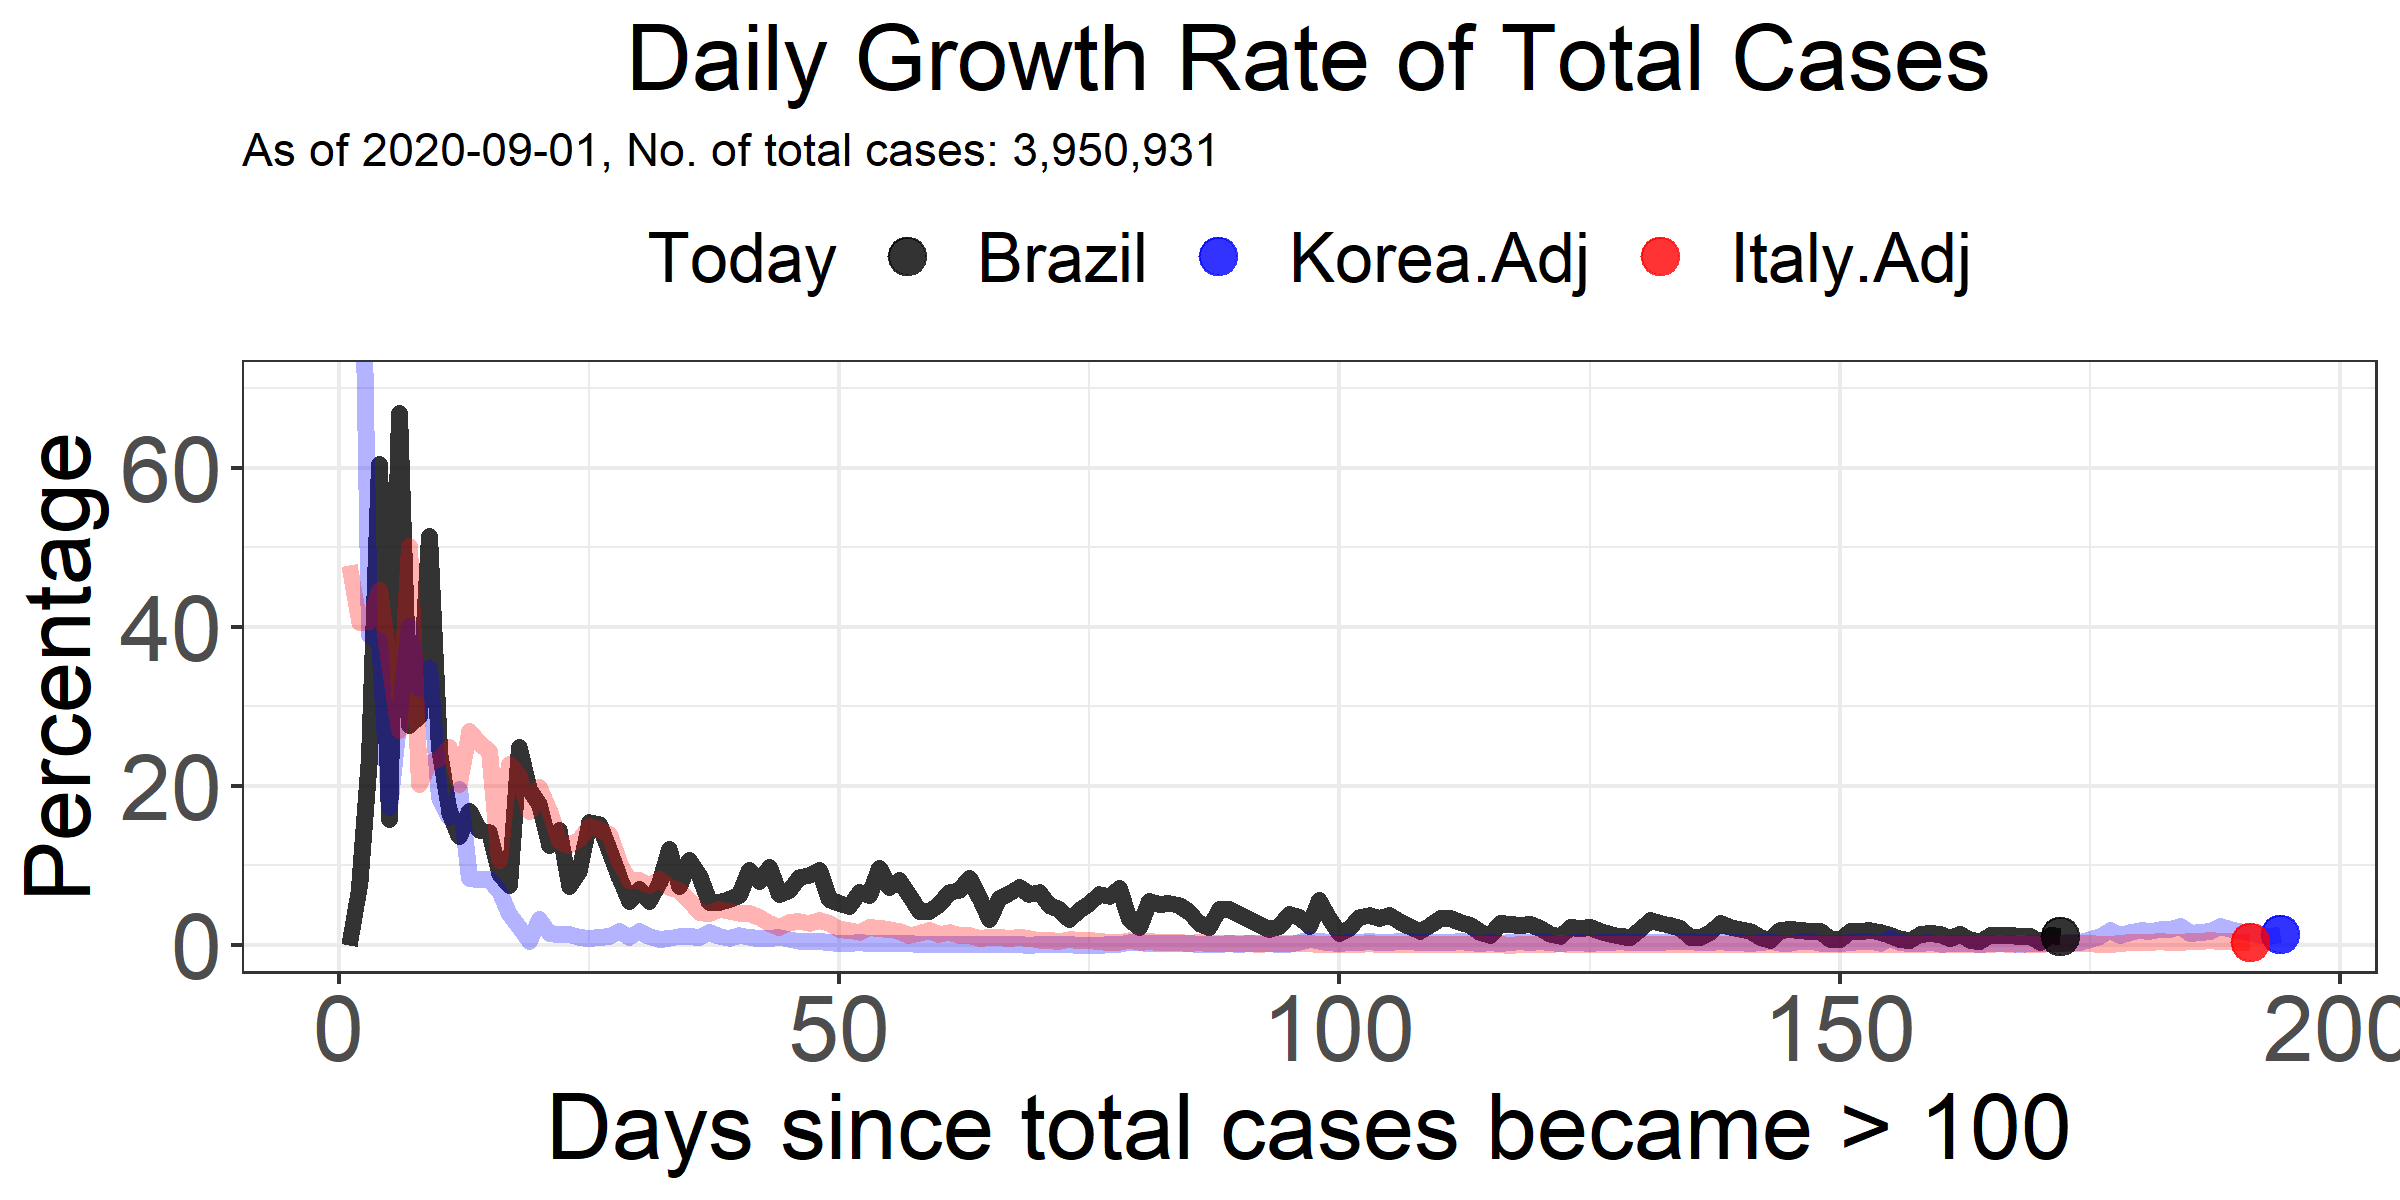 Daily Growth Rate of Total Cases
As of 2020-09-01, No. of total cases: 3,950,931
Today Brazil Korea.Adj Italy.Adj
Percentage
60
40
20
0
0 50 100 150 200
Days since total cases became > 100